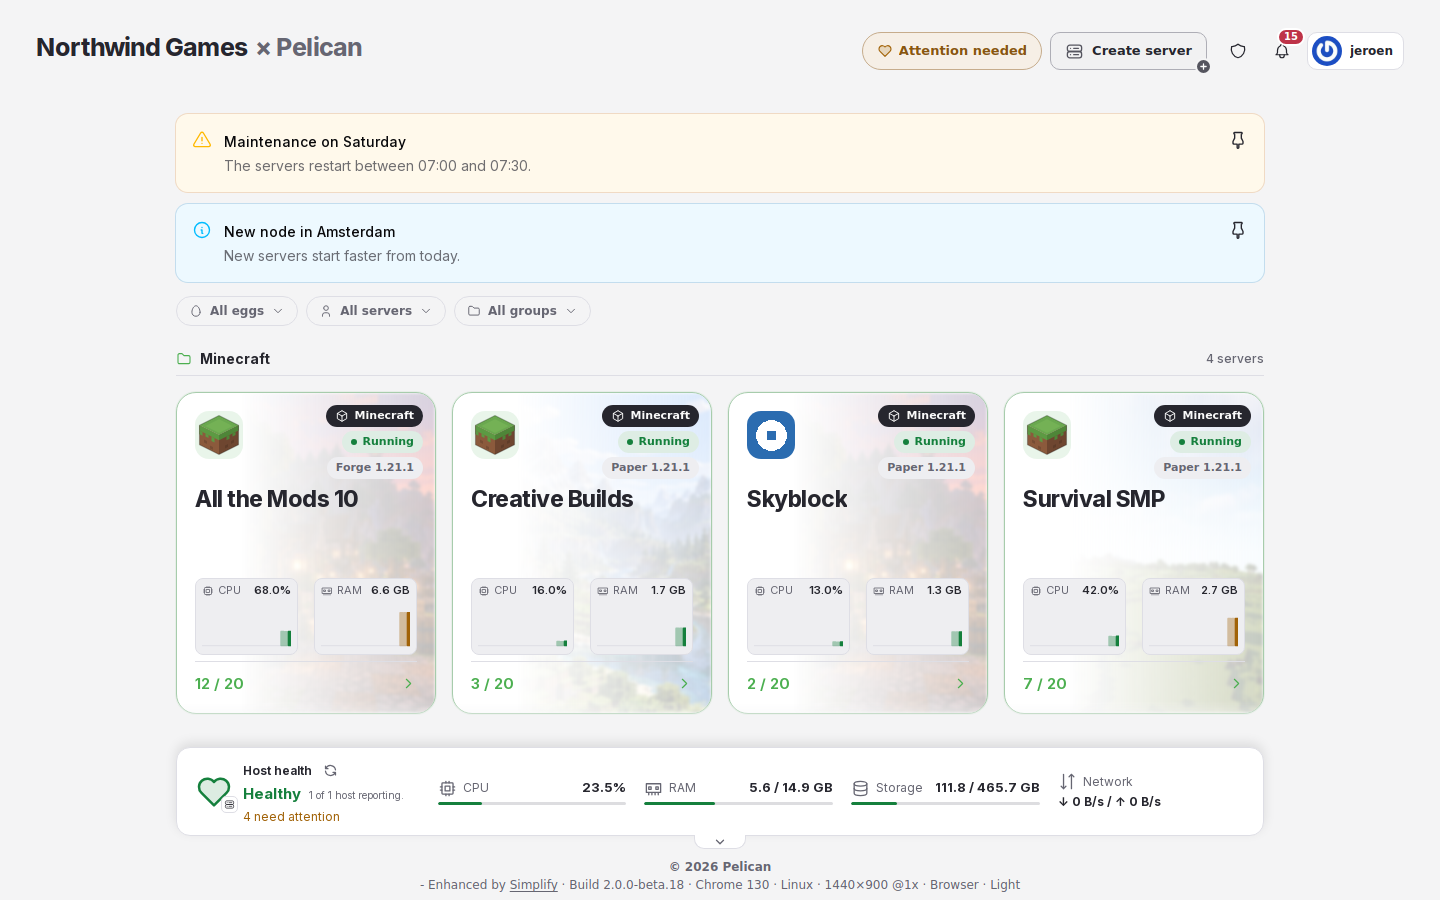 Northwind Games × Pelican
Attention needed
Create server
15
jeroen
Maintenance on Saturday
The servers restart between 07:00 and 07:30.
New node in Amsterdam
New servers start faster from today.
All eggs
All servers
All groups
Minecraft
4 servers
Minecraft
Running
Forge 1.21.1
All the Mods 10
CPU 68.0%
RAM 6.6 GB
12 / 20
Minecraft
Running
Paper 1.21.1
Creative Builds
CPU 16.0%
RAM 1.7 GB
3 / 20
Minecraft
Running
Paper 1.21.1
Skyblock
CPU 13.0%
RAM 1.3 GB
2 / 20
Minecraft
Running
Paper 1.21.1
Survival SMP
CPU 42.0%
RAM 2.7 GB
7 / 20
Host health
Healthy 1 of 1 host reporting.
4 need attention
CPU 23.5%
RAM 5.6 / 14.9 GB
Storage 111.8 / 465.7 GB
Network
↓ 0 B/s / ↑ 0 B/s
© 2026 Pelican
- Enhanced by Simplify · Build 2.0.0-beta.18 · Chrome 130 · Linux · 1440×900 @1x · Browser · Light